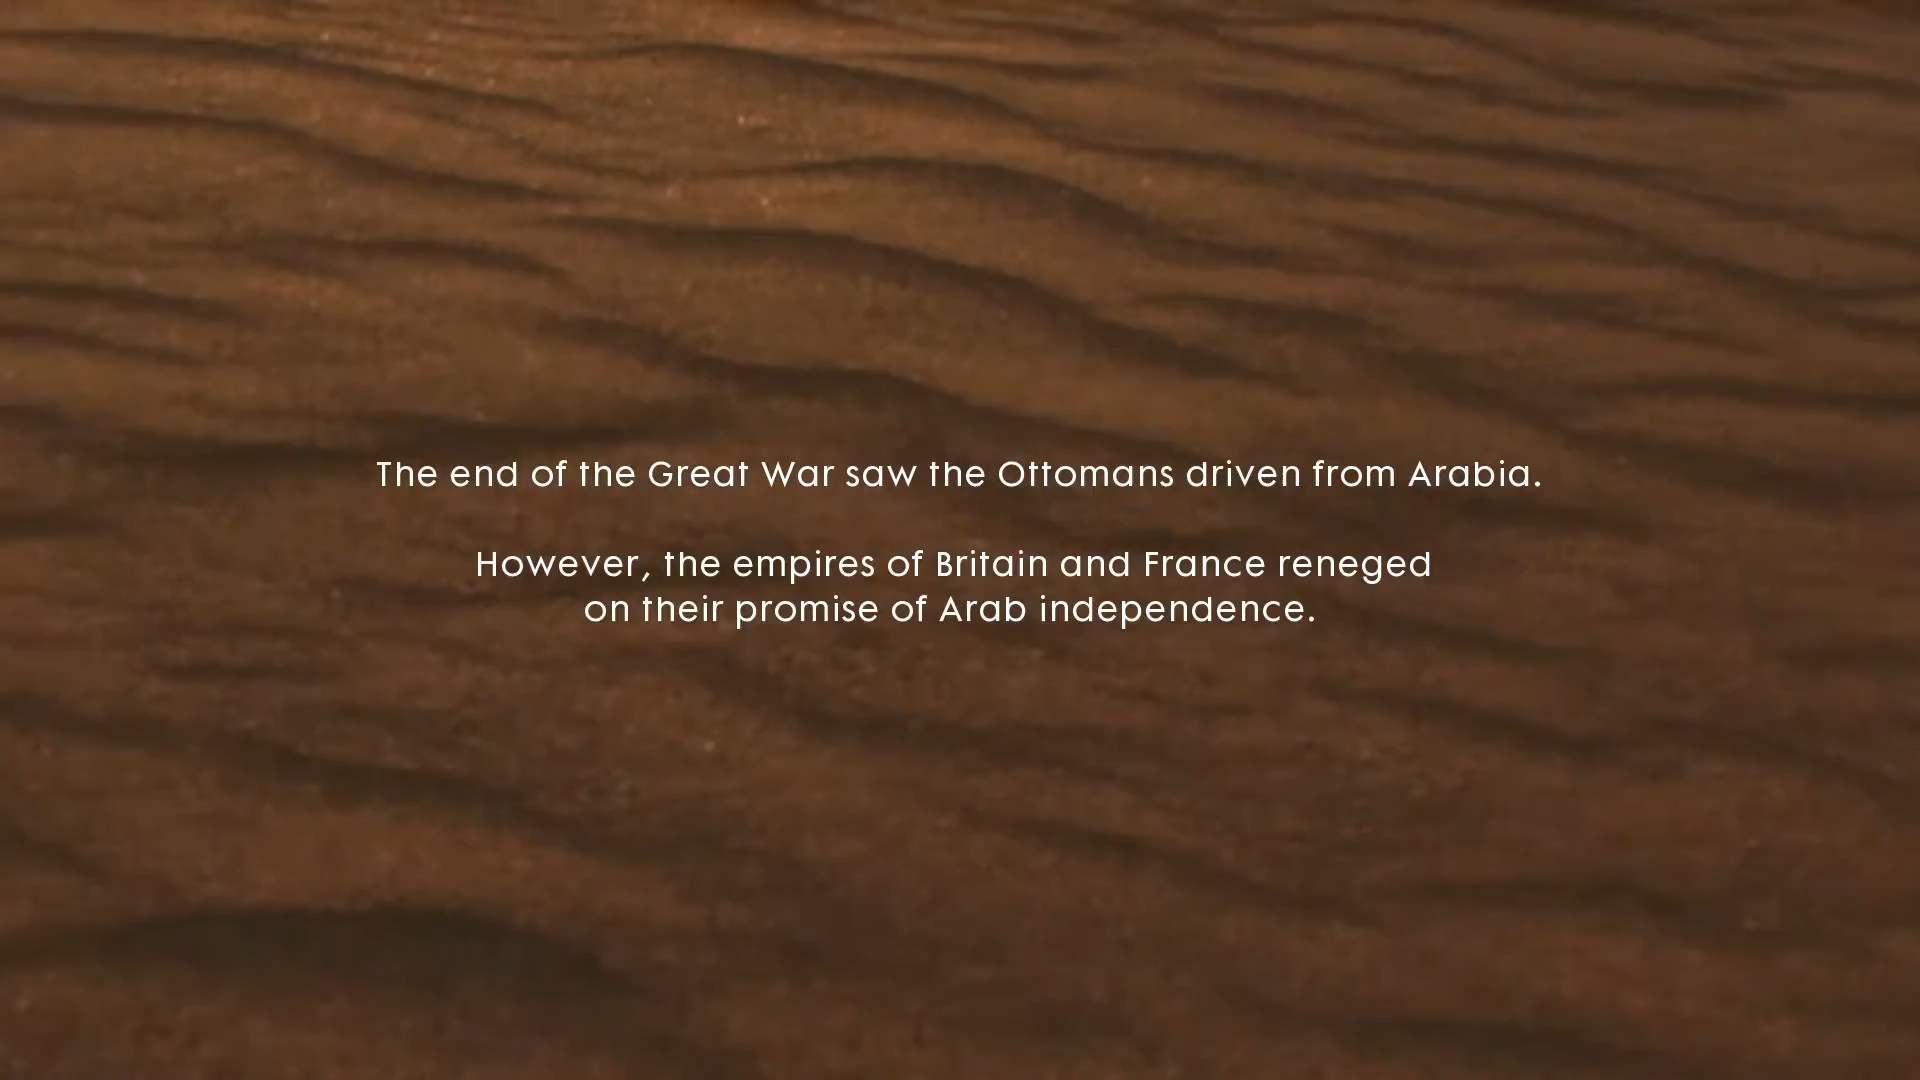 The end of the Great War saw the Ottomans driven from Arabia.
However, the empires of Britain and France reneged
on their promise of Arab independence.